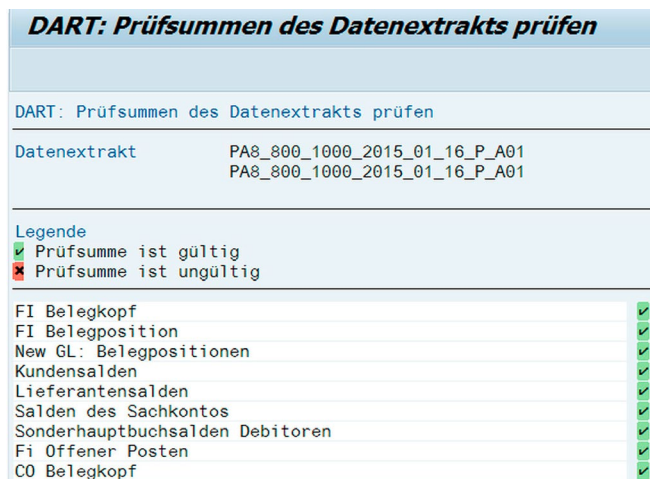 DART: Prüfsummen des Datenextrakts prüfen
DART: Prüfsummen des Datenextrakts prüfen
Datenextrakt PA8_800_1000_2015_01_16_P_A01
PA8_800_1000_2015_01_16_P_A01
Legende
✔ Prüfsumme ist gültig
✖ Prüfsumme ist ungültig
FI Belegkopf ✔
FI Belegposition ✔
New GL: Belegpositionen ✔
Kundensalden ✔
Lieferantensalden ✔
Salden des Sachkontos ✔
Sonderhauptbuchsalden Debitoren ✔
Fi Offener Posten ✔
CO Belegkopf ✔